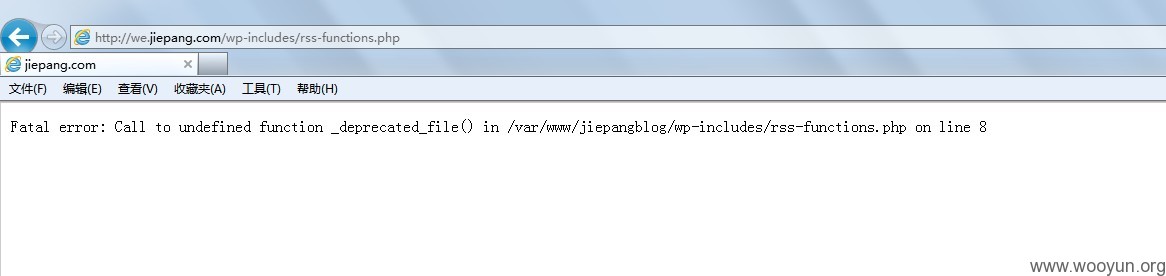 http://we.jiepang.com/wp-includes/rss-functions.php
jiepang.com
文件(F) 编辑(E) 查看(V) 收藏夹(A) 工具(T) 帮助(H)
Fatal error: Call to undefined function _deprecated_file() in /var/www/jiepangblog/wp-includes/rss-functions.php on line 8
www.wooyun.org